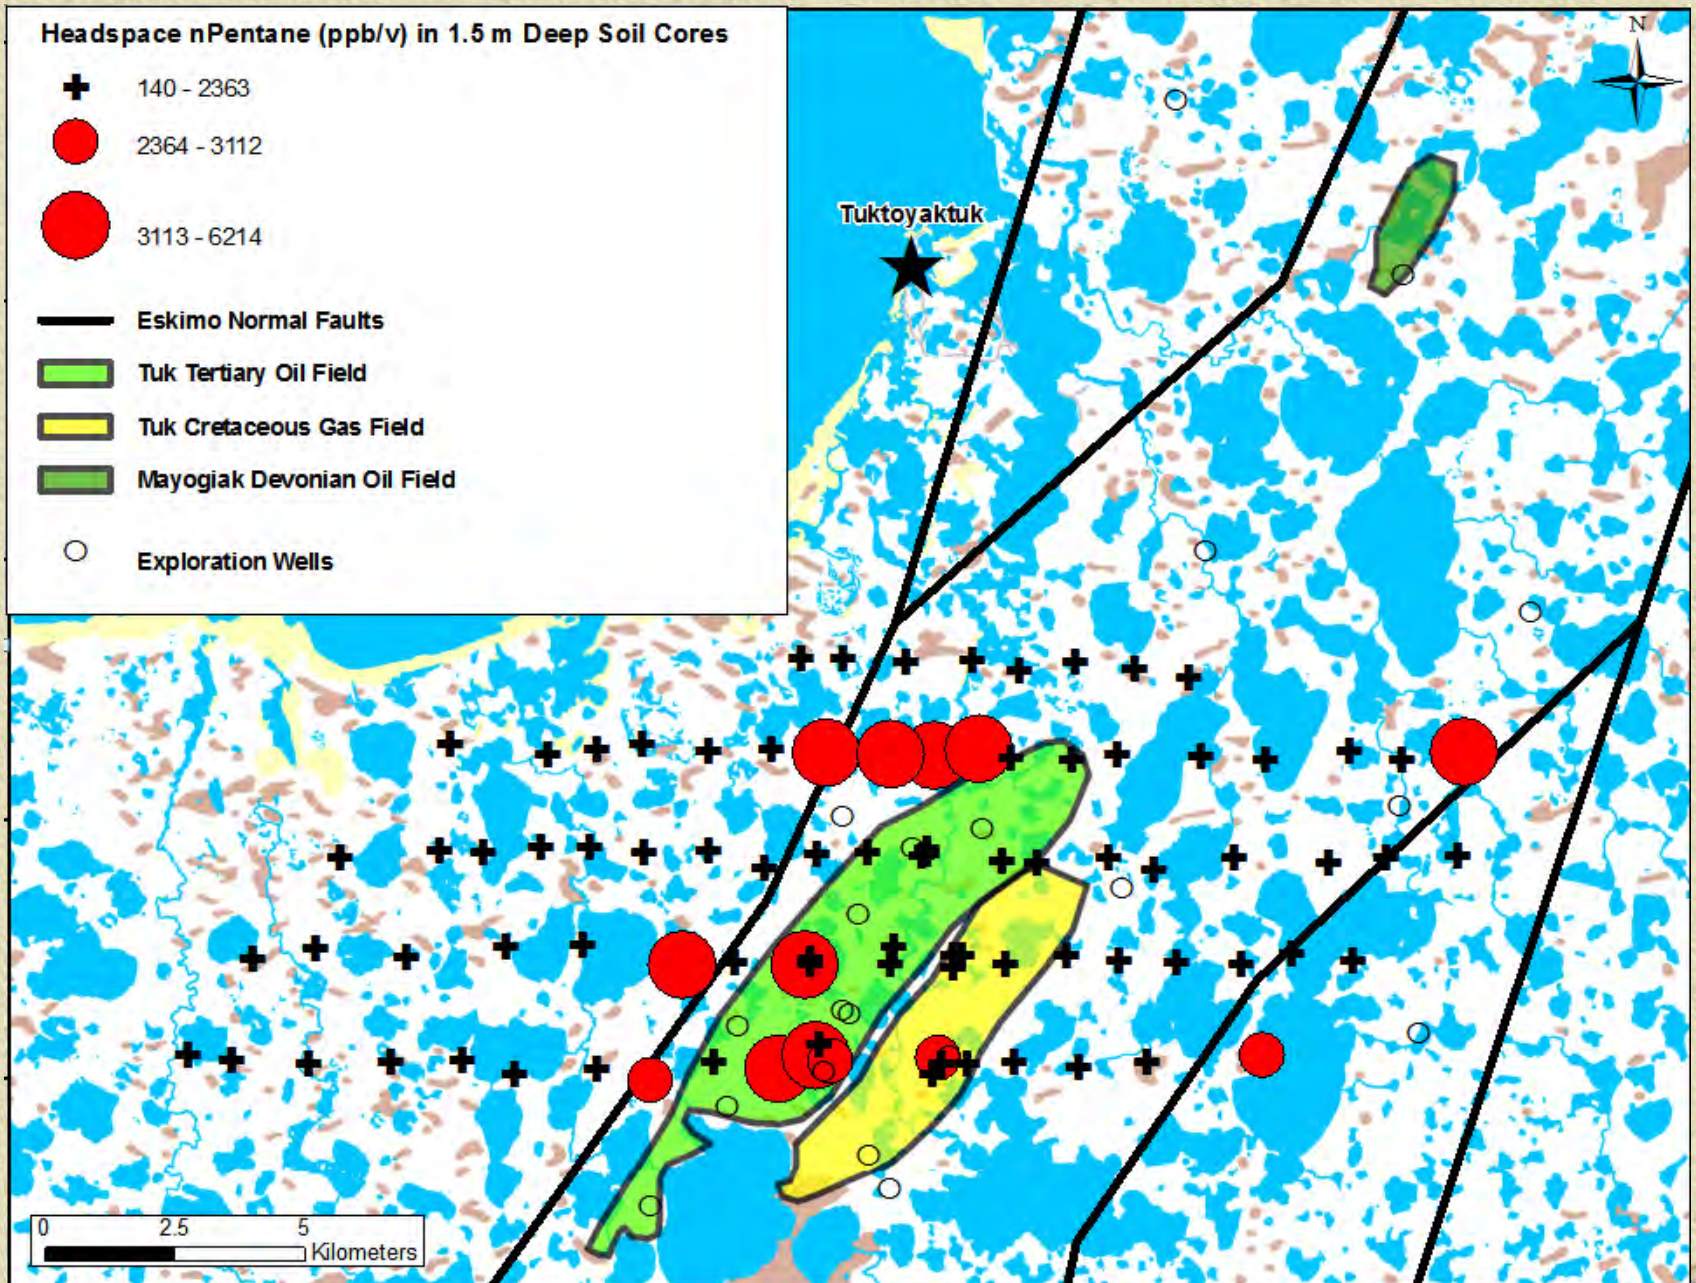 Headspace nPentane (ppb/v) in 1.5 m Deep Soil Cores
140 - 2363
2364 - 3112
3113 - 6214
Eskimo Normal Faults
Tuk Tertiary Oil Field
Tuk Cretaceous Gas Field
Mayogiak Devonian Oil Field
Exploration Wells
N
Tuktoyaktuk
0 2.5 5
Kilometers